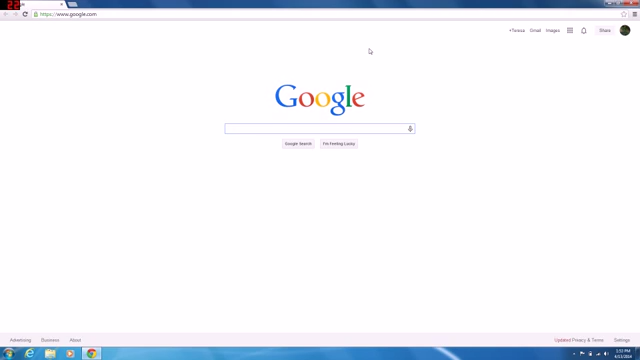 22
https://www.google.com
+Teresa Gmail Images Share
Google
Google Search I'm Feeling Lucky
Advertising Business About Updated Privacy & Terms Settings